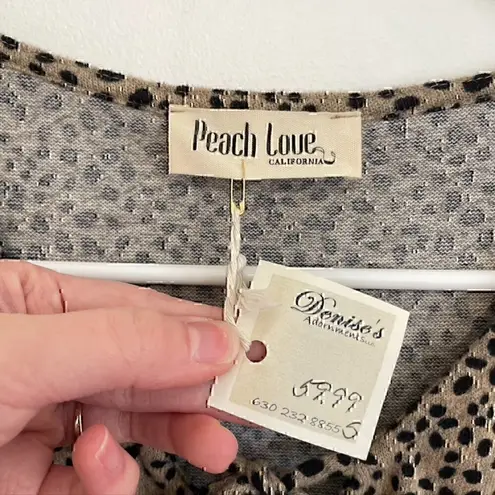 Peach Love
CALIFORNIA
Denise's
Adornments
59.99
630 232 8855 S